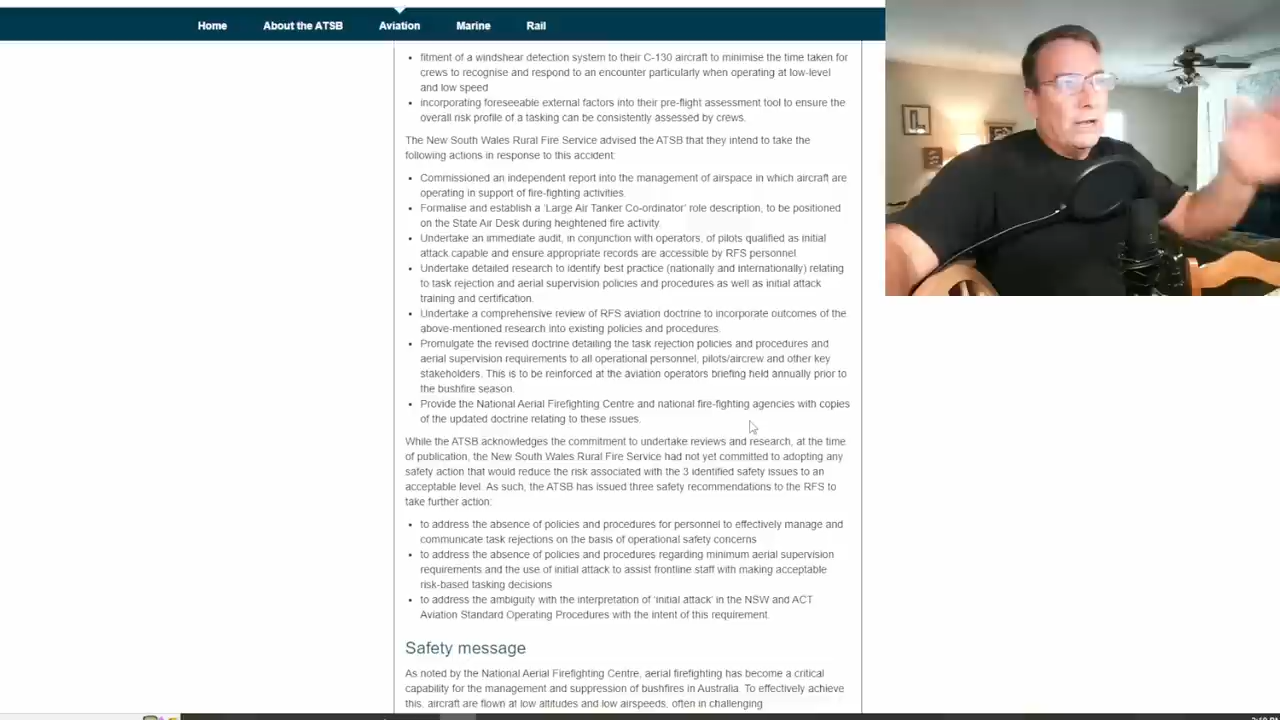 Home About the ATSB Aviation Marine Rail
fitment of a windshear detection system to their C-130 aircraft to minimise the time taken for
crews to recognise and respond to an encounter particularly when operating at low-level
and low speed
incorporating foreseeable external factors into their pre-flight assessment tool to ensure the
overall risk profile of a tasking can be consistently assessed by crews.
The New South Wales Rural Fire Service advised the ATSB that they intend to take the
following actions in response to this accident:
Commissioned an independent report into the management of airspace in which aircraft are
operating in support of fire-fighting activities.
Formalise and establish a 'Large Air Tanker Co-ordinator' role description, to be positioned
on the State Air Desk during heightened fire activity.
Undertake an immediate audit, in conjunction with operators, of pilots qualified as initial
attack capable and ensure appropriate records are accessible by RFS personnel
Undertake detailed research to identify best practice (nationally and internationally) relating
to task rejection and aerial supervision policies and procedures as well as initial attack
training and certification.
Undertake a comprehensive review of RFS aviation doctrine to incorporate outcomes of the
above-mentioned research into existing policies and procedures.
Promulgate the revised doctrine detailing the task rejection policies and procedures and
aerial supervision requirements to all operational personnel, pilots/aircrew and other key
stakeholders. This is to be reinforced at the aviation operators briefing held annually prior to
the bushfire season.
Provide the National Aerial Firefighting Centre and national fire-fighting agencies with copies
of the updated doctrine relating to these issues.
While the ATSB acknowledges the commitment to undertake reviews and research, at the time
of publication, the New South Wales Rural Fire Service had not yet committed to adopting any
safety action that would reduce the risk associated with the 3 identified safety issues to an
acceptable level. As such, the ATSB has issued three safety recommendations to the RFS to
take further action:
to address the absence of policies and procedures for personnel to effectively manage and
communicate task rejections on the basis of operational safety concerns
to address the absence of policies and procedures regarding minimum aerial supervision
requirements and the use of initial attack to assist frontline staff with making acceptable
risk-based tasking decisions
to address the ambiguity with the interpretation of 'initial attack' in the NSW and ACT
Aviation Standard Operating Procedures with the intent of this requirement.
Safety message
As noted by the National Aerial Firefighting Centre, aerial firefighting has become a critical
capability for the management and suppression of bushfires in Australia. To effectively achieve
this, aircraft are flown at low altitudes and low airspeeds, often in challenging